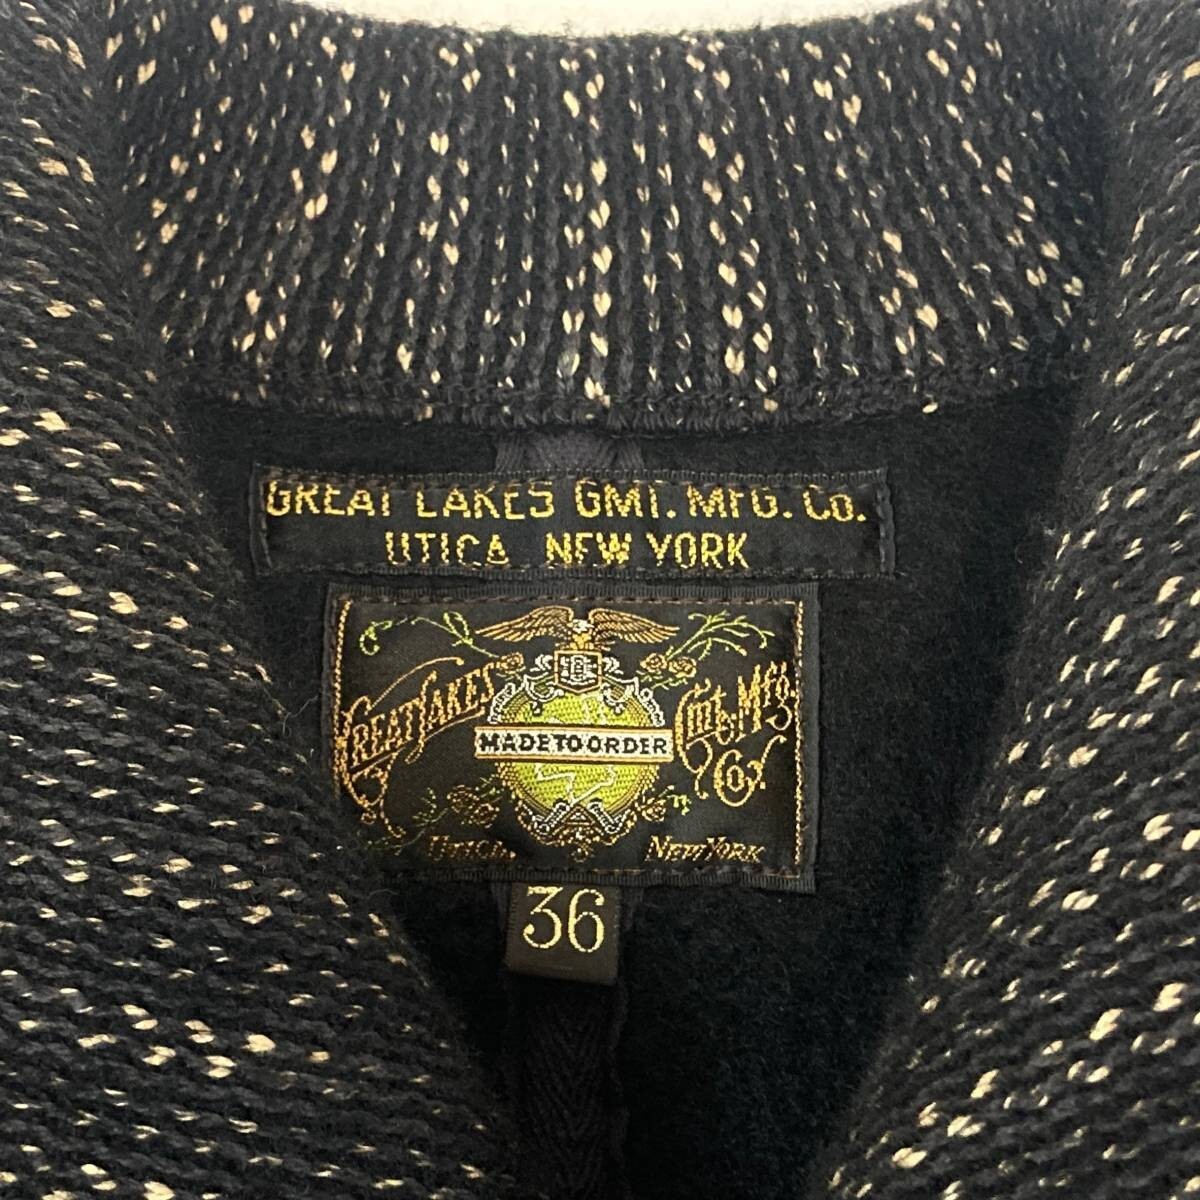 GREAT LAKES GMT. MFG. Co.
UTICA NEW YORK
GREAT LAKES Gmt. Mfg. Co.
MADE TO ORDER
UTICA NEW YORK
36